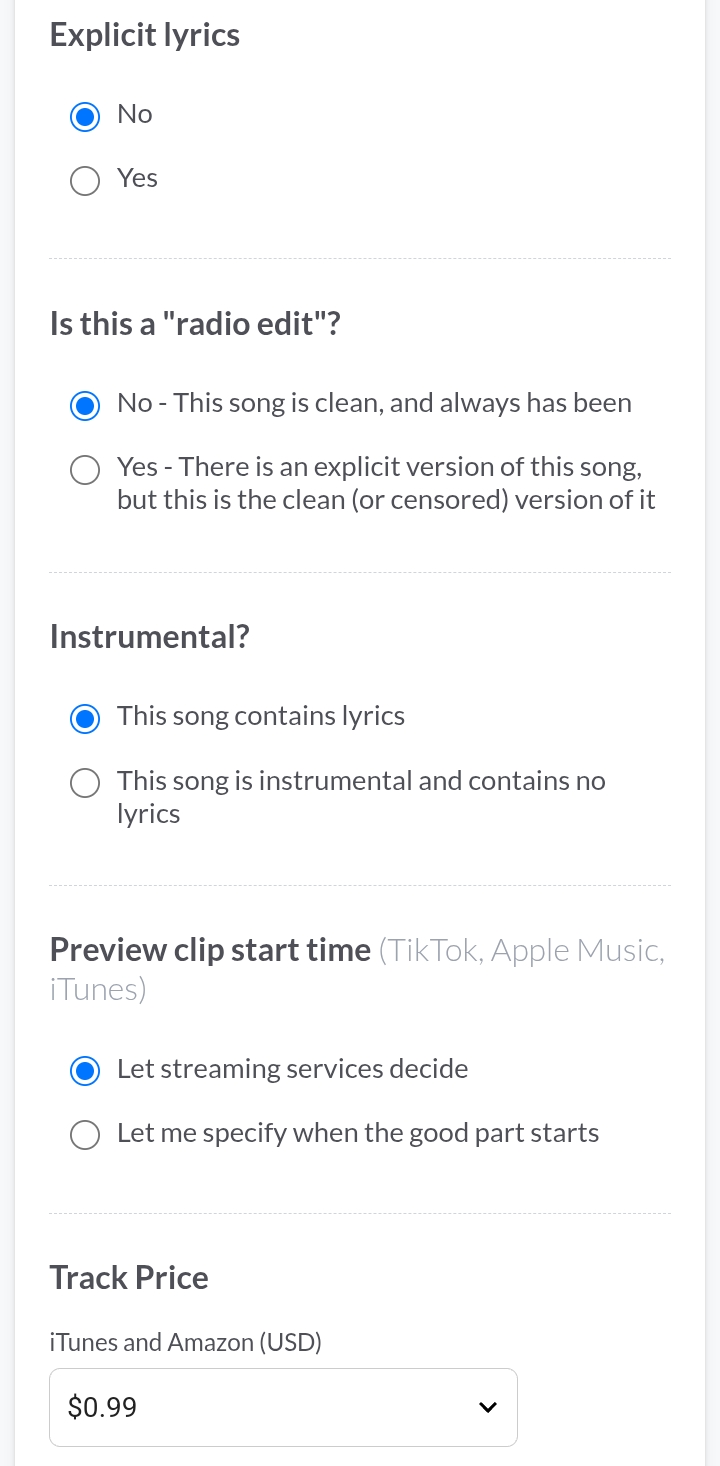 Explicit lyrics
No
Yes
Is this a "radio edit"?
No - This song is clean, and always has been
Yes - There is an explicit version of this song,
but this is the clean (or censored) version of it
Instrumental?
This song contains lyrics
This song is instrumental and contains no
lyrics
Preview clip start time (TikTok, Apple Music,
iTunes)
Let streaming services decide
Let me specify when the good part starts
Track Price
iTunes and Amazon (USD)
$0.99